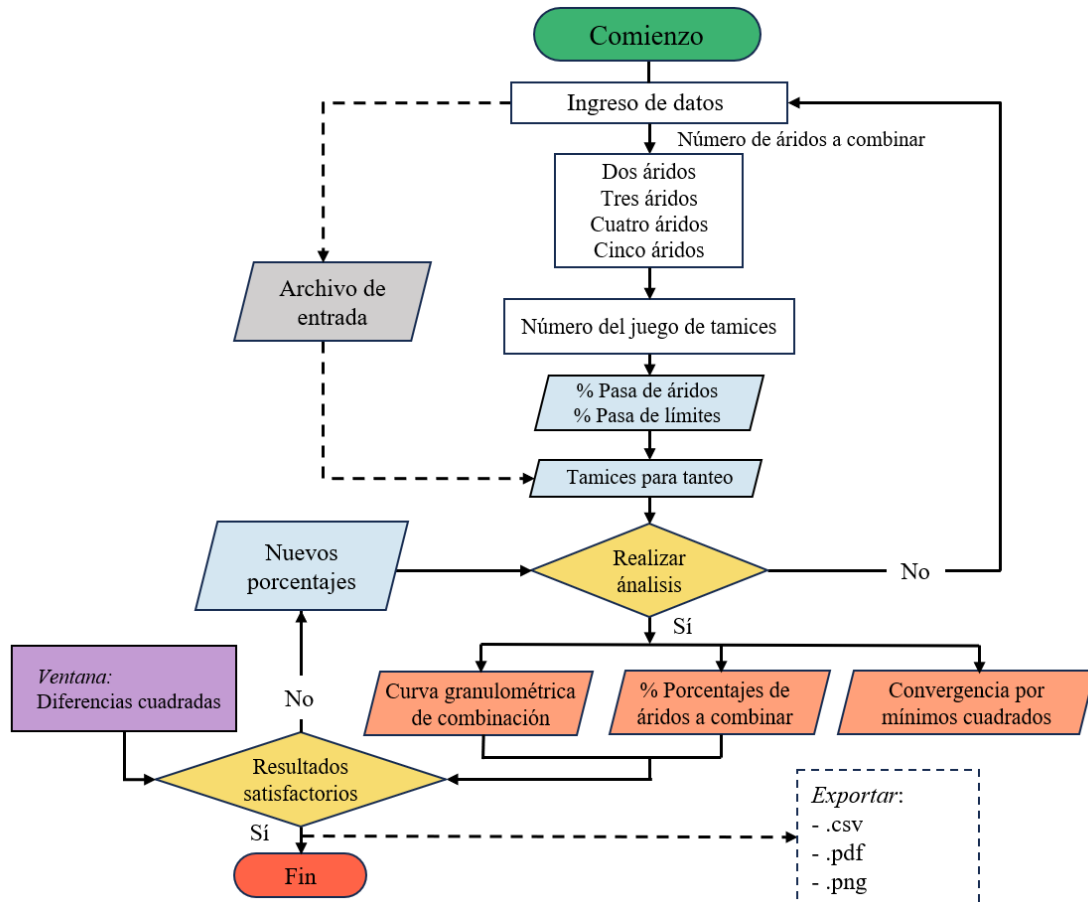 Comienzo
Ingreso de datos
Número de áridos a combinar
Dos áridos
Tres áridos
Cuatro áridos
Cinco áridos
Archivo de
entrada
Número del juego de tamices
% Pasa de áridos
% Pasa de límites
Tamices para tanteo
Nuevos
porcentajes
Realizar
ánalisis
No
Sí
Ventana:
Diferencias cuadradas
No
Curva granulométrica
de combinación
% Porcentajes de
áridos a combinar
Convergencia por
mínimos cuadrados
Resultados
satisfactorios
Sí
Fin
Exportar:
- .csv
- .pdf
- .png